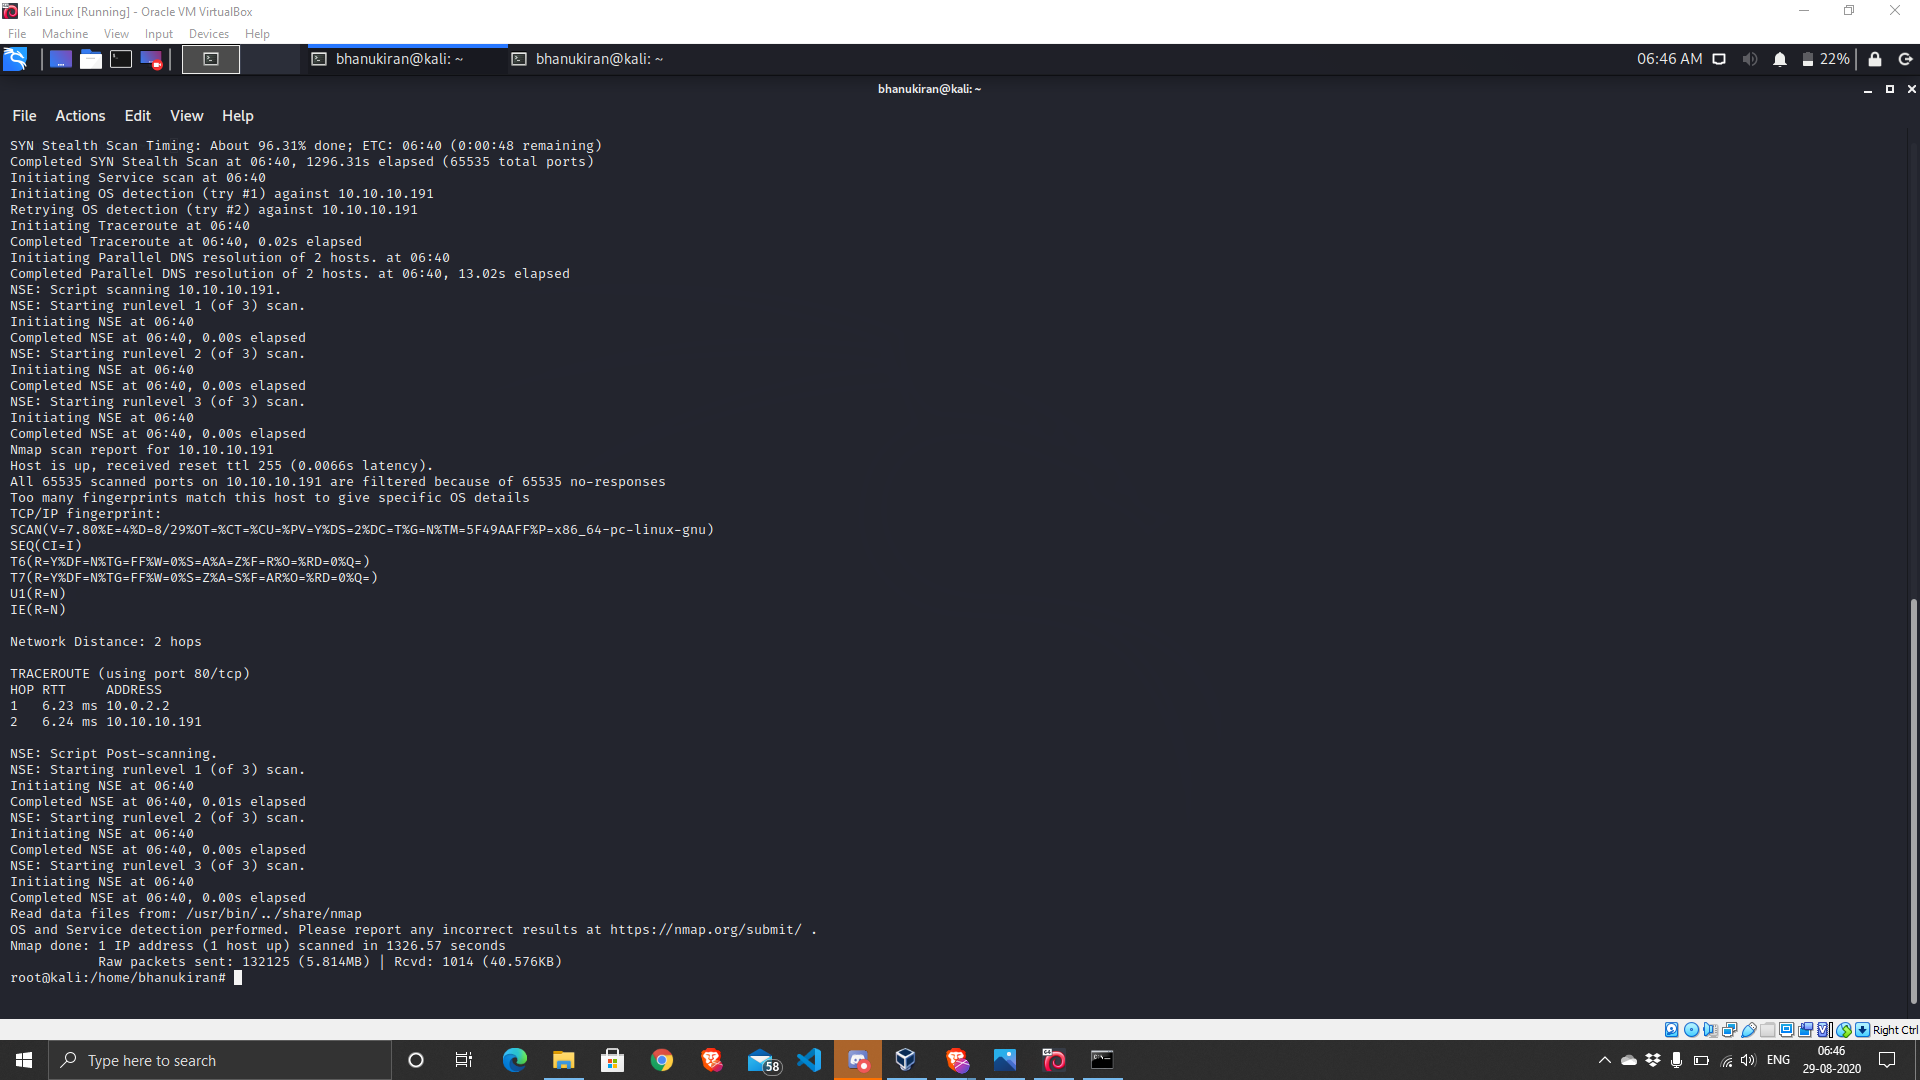 Kali Linux [Running] - Oracle VM VirtualBox
File Machine View Input Devices Help
bhanukiran@kali: ~ bhanukiran@kali: ~ 06:46 AM 22%
bhanukiran@kali: ~
File Actions Edit View Help
SYN Stealth Scan Timing: About 96.31% done; ETC: 06:40 (0:00:48 remaining)
Completed SYN Stealth Scan at 06:40, 1296.31s elapsed (65535 total ports)
Initiating Service scan at 06:40
Initiating OS detection (try #1) against 10.10.10.191
Retrying OS detection (try #2) against 10.10.10.191
Initiating Traceroute at 06:40
Completed Traceroute at 06:40, 0.02s elapsed
Initiating Parallel DNS resolution of 2 hosts. at 06:40
Completed Parallel DNS resolution of 2 hosts. at 06:40, 13.02s elapsed
NSE: Script scanning 10.10.10.191.
NSE: Starting runlevel 1 (of 3) scan.
Initiating NSE at 06:40
Completed NSE at 06:40, 0.00s elapsed
NSE: Starting runlevel 2 (of 3) scan.
Initiating NSE at 06:40
Completed NSE at 06:40, 0.00s elapsed
NSE: Starting runlevel 3 (of 3) scan.
Initiating NSE at 06:40
Completed NSE at 06:40, 0.00s elapsed
Nmap scan report for 10.10.10.191
Host is up, received reset ttl 255 (0.0066s latency).
All 65535 scanned ports on 10.10.10.191 are filtered because of 65535 no-responses
Too many fingerprints match this host to give specific OS details
TCP/IP fingerprint:
SCAN(V=7.80%E=4%D=8/29%OT=%CT=%CU=%PV=Y%DS=2%DC=T%G=N%TM=5F49AAFF%P=x86_64-pc-linux-gnu)
SEQ(CI=I)
T6(R=Y%DF=N%TG=FF%W=0%S=A%A=Z%F=R%O=%RD=0%Q=)
T7(R=Y%DF=N%TG=FF%W=0%S=Z%A=S%F=AR%O=%RD=0%Q=)
U1(R=N)
IE(R=N)
Network Distance: 2 hops
TRACEROUTE (using port 80/tcp)
HOP RTT ADDRESS
1 6.23 ms 10.0.2.2
2 6.24 ms 10.10.10.191
NSE: Script Post-scanning.
NSE: Starting runlevel 1 (of 3) scan.
Initiating NSE at 06:40
Completed NSE at 06:40, 0.01s elapsed
NSE: Starting runlevel 2 (of 3) scan.
Initiating NSE at 06:40
Completed NSE at 06:40, 0.00s elapsed
NSE: Starting runlevel 3 (of 3) scan.
Initiating NSE at 06:40
Completed NSE at 06:40, 0.00s elapsed
Read data files from: /usr/bin/../share/nmap
OS and Service detection performed. Please report any incorrect results at https://nmap.org/submit/ .
Nmap done: 1 IP address (1 host up) scanned in 1326.57 seconds
Raw packets sent: 132125 (5.814MB) | Rcvd: 1014 (40.576KB)
root@kali:/home/bhanukiran#
Right Ctrl
Type here to search 58 ENG 06:46
29-08-2020